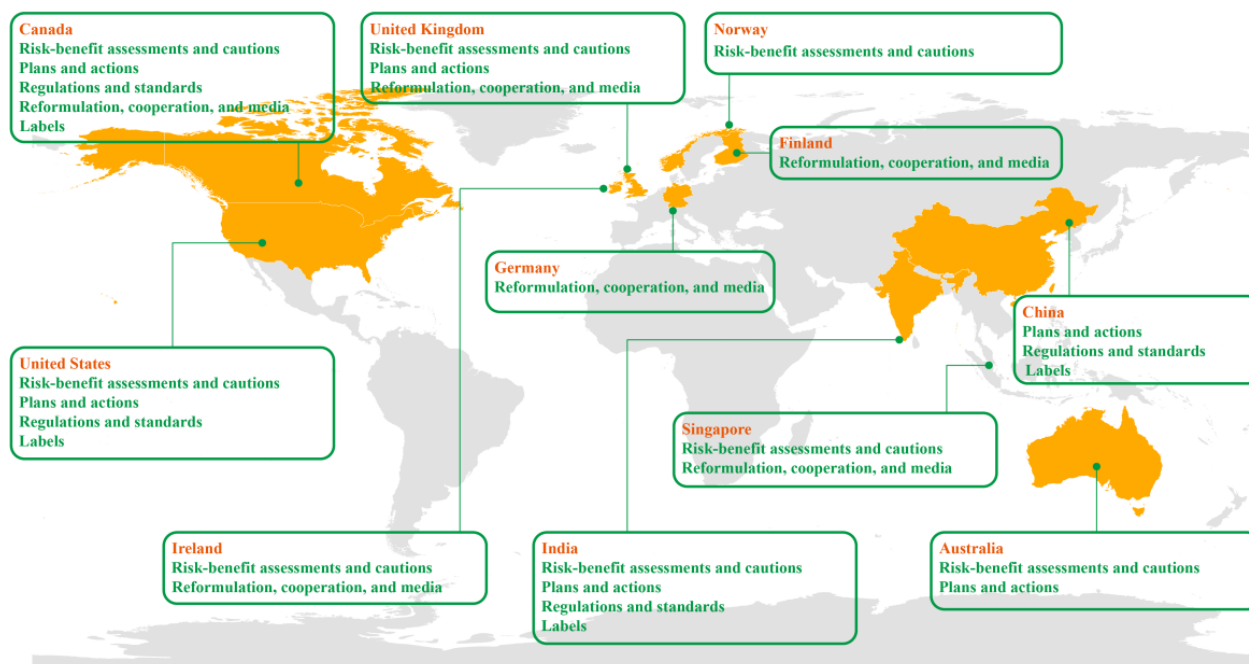 Canada
Risk-benefit assessments and cautions
Plans and actions
Regulations and standards
Reformulation, cooperation, and media
Labels
United Kingdom
Risk-benefit assessments and cautions
Plans and actions
Reformulation, cooperation, and media
Norway
Risk-benefit assessments and cautions
Finland
Reformulation, cooperation, and media
Germany
Reformulation, cooperation, and media
China
Plans and actions
Regulations and standards
Labels
United States
Risk-benefit assessments and cautions
Plans and actions
Regulations and standards
Labels
Singapore
Risk-benefit assessments and cautions
Reformulation, cooperation, and media
Ireland
Risk-benefit assessments and cautions
Reformulation, cooperation, and media
India
Risk-benefit assessments and cautions
Plans and actions
Regulations and standards
Labels
Australia
Risk-benefit assessments and cautions
Plans and actions